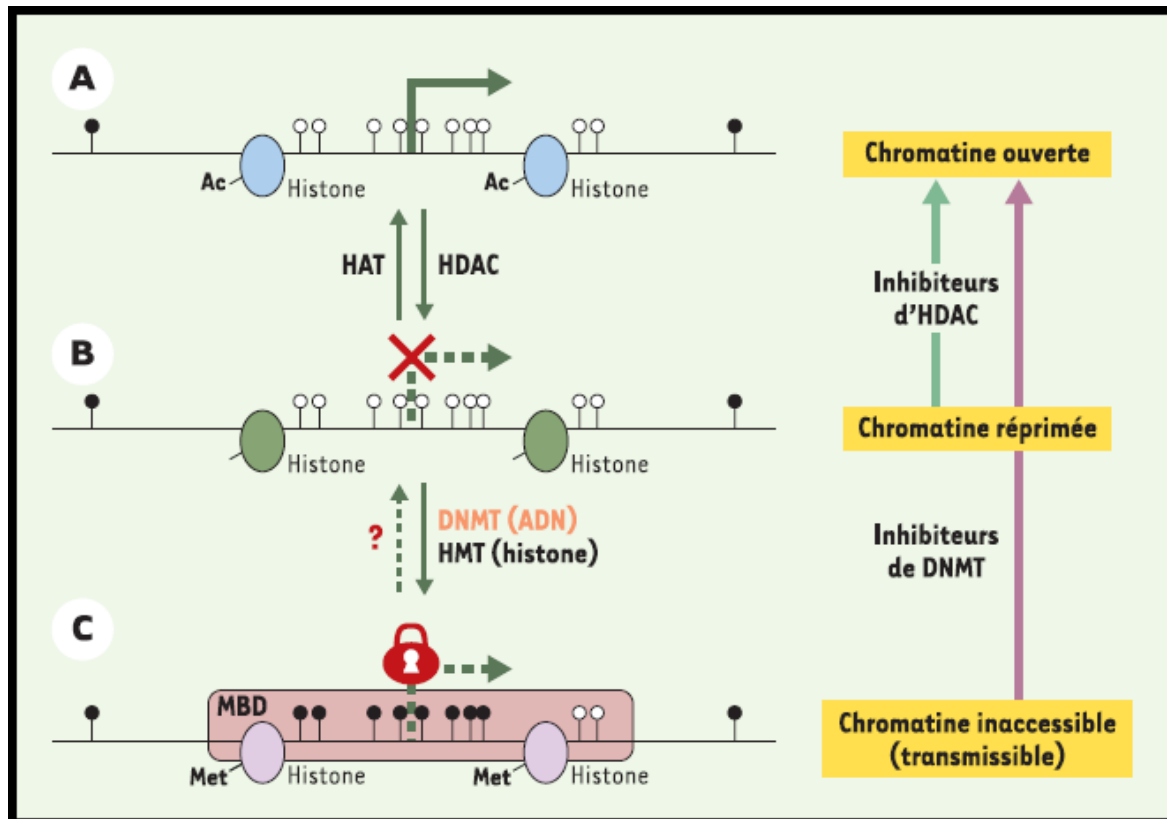 A
Ac
Histone
Ac
Histone
Chromatine ouverte
HAT
HDAC
Inhibiteurs
d'HDAC
B
Histone
Histone
Chromatine réprimée
?
DNMT (ADN)
HMT (histone)
Inhibiteurs
de DNMT
C
MBD
Met
Histone
Met
Histone
Chromatine inaccessible
(transmissible)